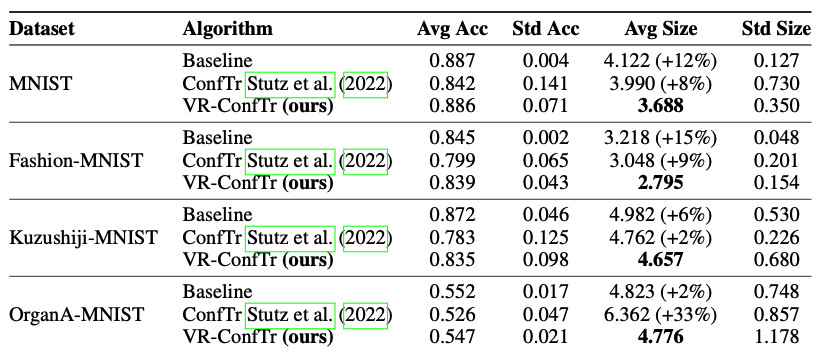 Dataset Algorithm Avg Acc Std Acc Avg Size Std Size
Baseline 0.887 0.004 4.122 (+12%) 0.127
MNIST ConfTr Stutz et al. (2022) 0.842 0.141 3.990 (+8%) 0.730
VR-ConfTr (ours) 0.886 0.071 3.688 0.350
Baseline 0.845 0.002 3.218 (+15%) 0.048
Fashion-MNIST ConfTr Stutz et al. (2022) 0.799 0.065 3.048 (+9%) 0.201
VR-ConfTr (ours) 0.839 0.043 2.795 0.154
Baseline 0.872 0.046 4.982 (+6%) 0.530
Kuzushiji-MNIST ConfTr Stutz et al. (2022) 0.783 0.125 4.762 (+2%) 0.226
VR-ConfTr (ours) 0.835 0.098 4.657 0.680
Baseline 0.552 0.017 4.823 (+2%) 0.748
OrganA-MNIST ConfTr Stutz et al. (2022) 0.526 0.047 6.362 (+33%) 0.857
VR-ConfTr (ours) 0.547 0.021 4.776 1.178